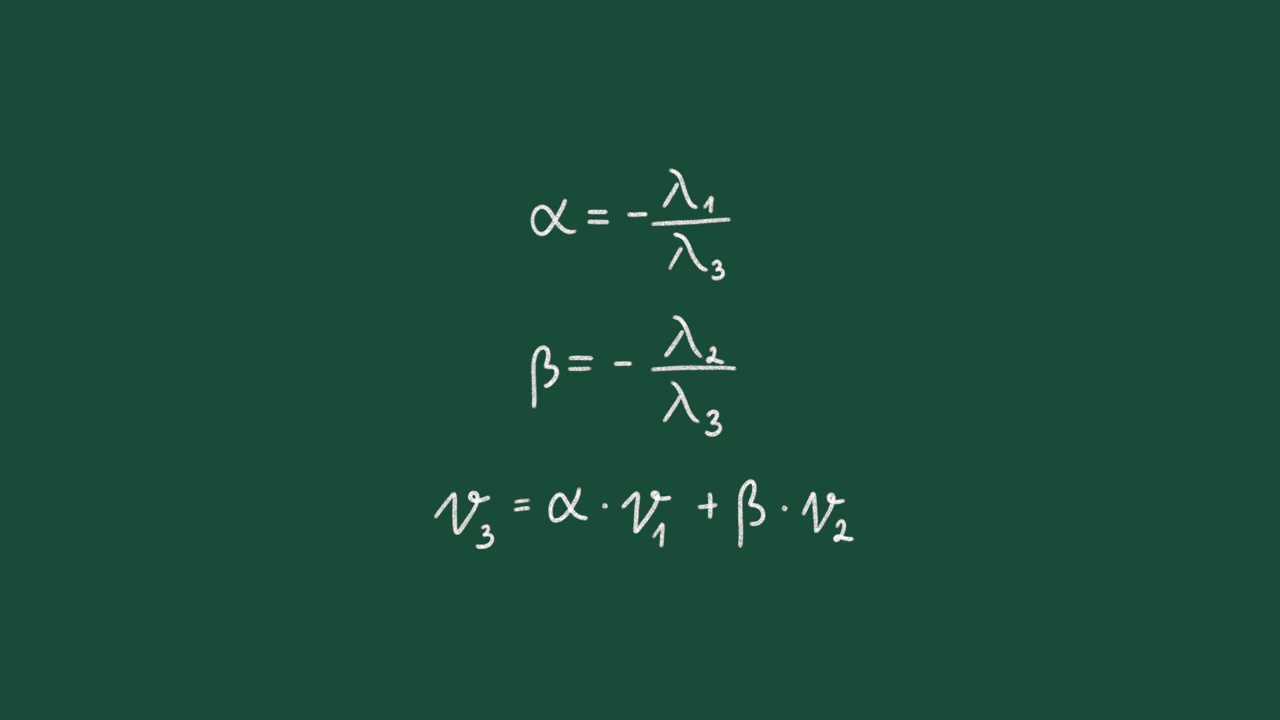 α = - λ₁/λ₃
β = - λ₂/λ₃
v₃ = α · v₁ + β · v₂